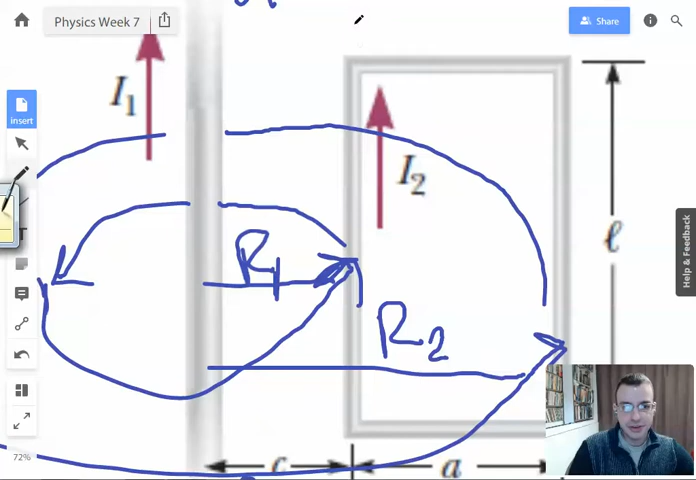 Physics Week 7
Share
insert
I₁
I₂
ℓ
R₁
R₂
T
Help & Feedback
72%
c
a